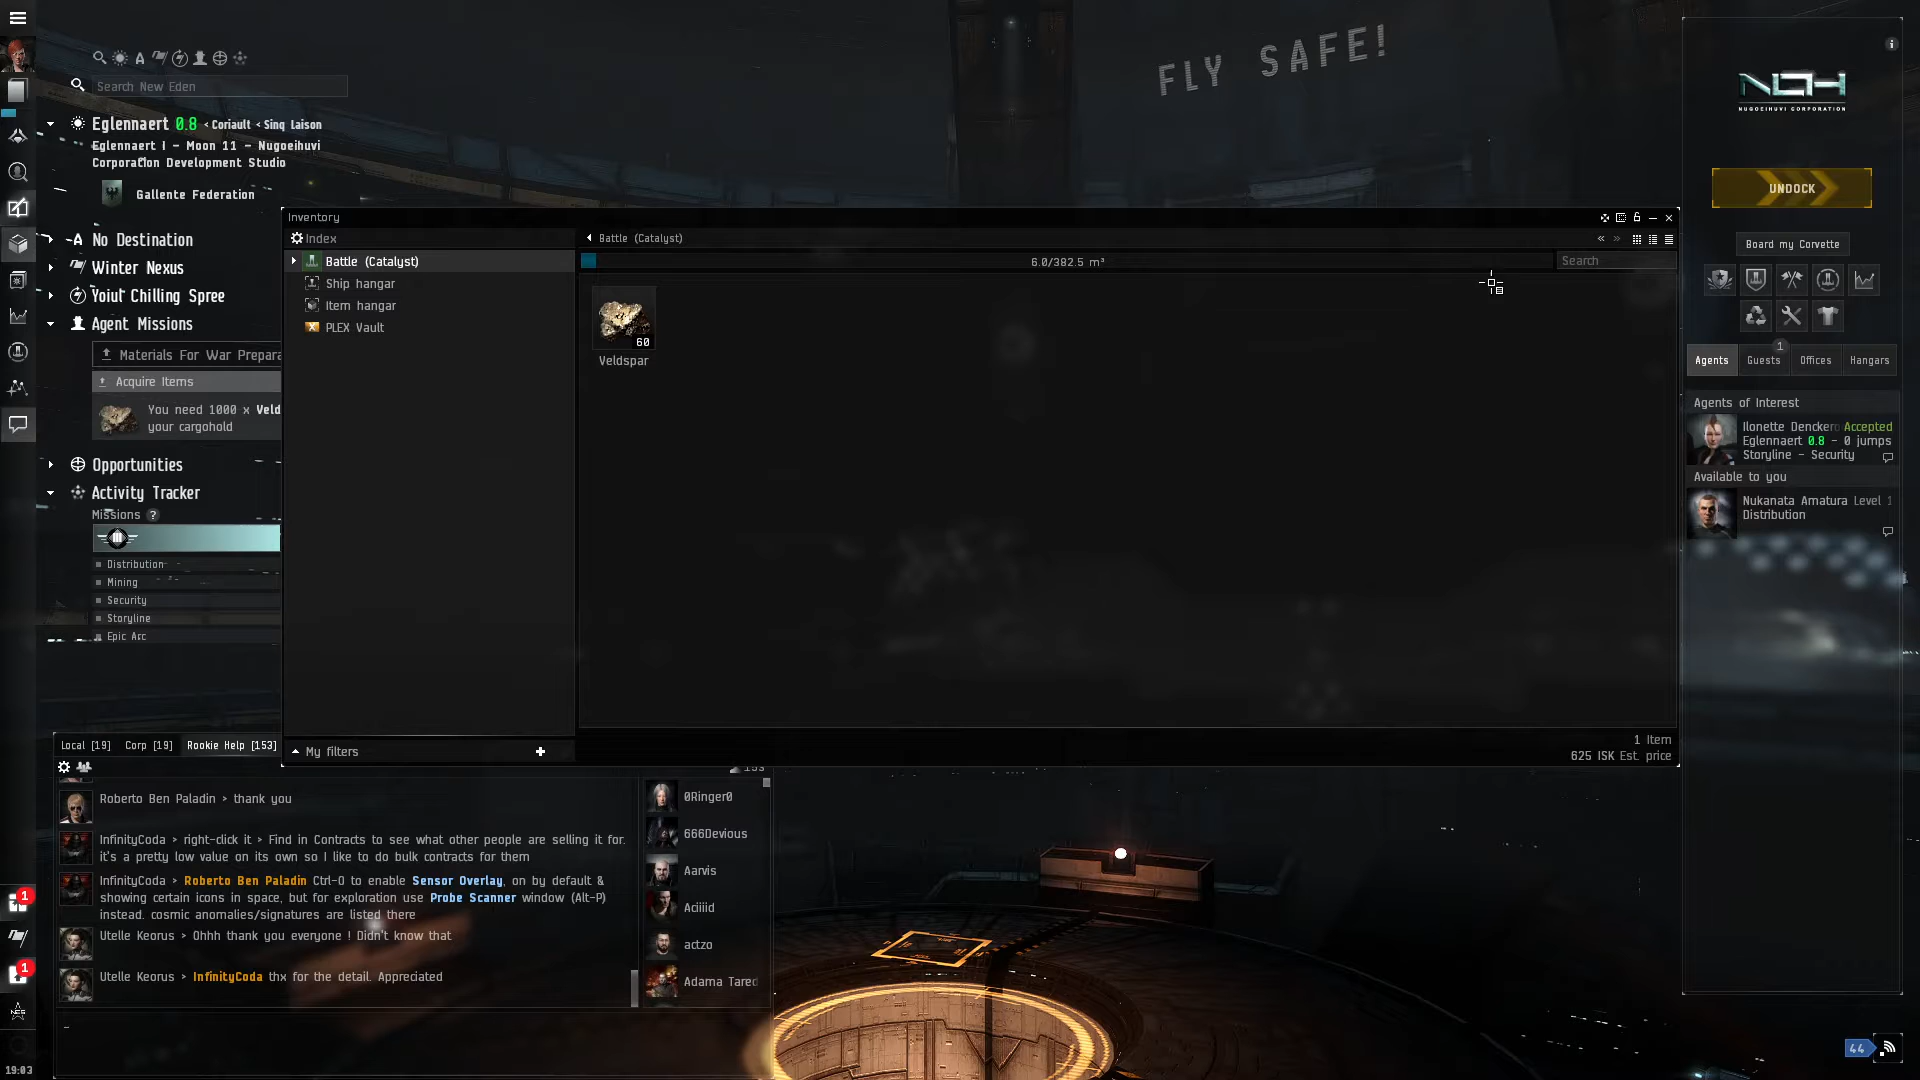 FLY SAFE!
Search New Eden
Eglennaert 0.8 < Coriault < Sinq Laison
Eglennaert I - Moon 11 - Nugoeihuvi
Corporation Development Studio
Gallente Federation
No Destination
Winter Nexus
Yoiut Chilling Spree
Agent Missions
Materials For War Prepara
Acquire Items
You need 1000 x Veld
your cargohold
Opportunities
Activity Tracker
Missions ?
Distribution
Mining
Security
Storyline
Epic Arc
Inventory
Index
Battle (Catalyst)
Ship hangar
Item hangar
PLEX Vault
My filters
+
Battle (Catalyst)
6.0/382.5 m³
Search
60
Veldspar
1 Item
625 ISK Est. price
NOH
NUGOEIHUVI CORPORATION
UNDOCK
Board my Corvette
1
Agents
Guests
Offices
Hangars
Agents of Interest
Ilonette Dencker Accepted
Eglennaert 0.8 - 0 jumps
Storyline - Security
Available to you
Nukanata Amatura Level 1
Distribution
Local [19]
Corp [19]
Rookie Help [153]
Roberto Ben Paladin > thank you
InfinityCoda > right-click it > Find in Contracts to see what other people are selling it for.
it's a pretty low value on its own so I like to do bulk contracts for them
InfinityCoda > Roberto Ben Paladin Ctrl-O to enable Sensor Overlay, on by default &
showing certain icons in space, but for exploration use Probe Scanner window (Alt-P)
instead. cosmic anomalies/signatures are listed there
Utelle Keorus > Ohhh thank you everyone ! Didn't know that
Utelle Keorus > InfinityCoda thx for the detail. Appreciated
153
0Ringer0
666Devious
Aarvis
Aciiiid
actzo
Adama Tared
1
1
19:03
44